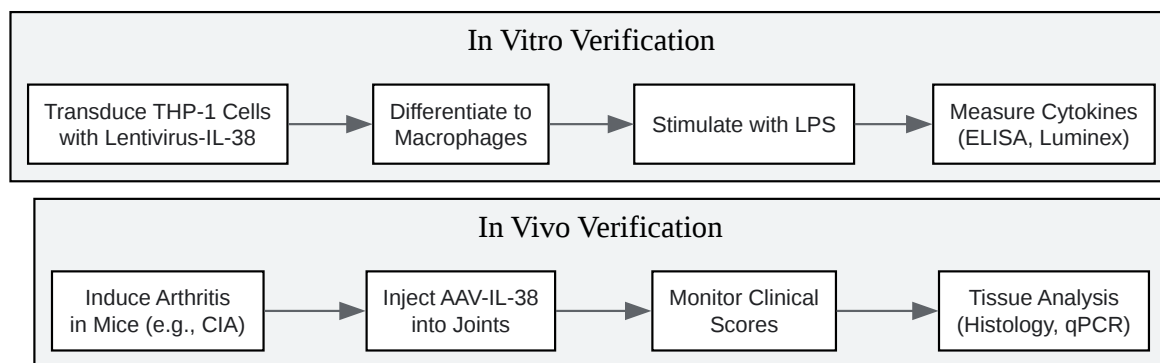 In Vitro Verification
Transduce THP-1 Cells
with Lentivirus-IL-38
Differentiate to
Macrophages
Stimulate with LPS
Measure Cytokines
(ELISA, Luminex)
In Vivo Verification
Induce Arthritis
in Mice (e.g., CIA)
Inject AAV-IL-38
into Joints
Monitor Clinical
Scores
Tissue Analysis
(Histology, qPCR)